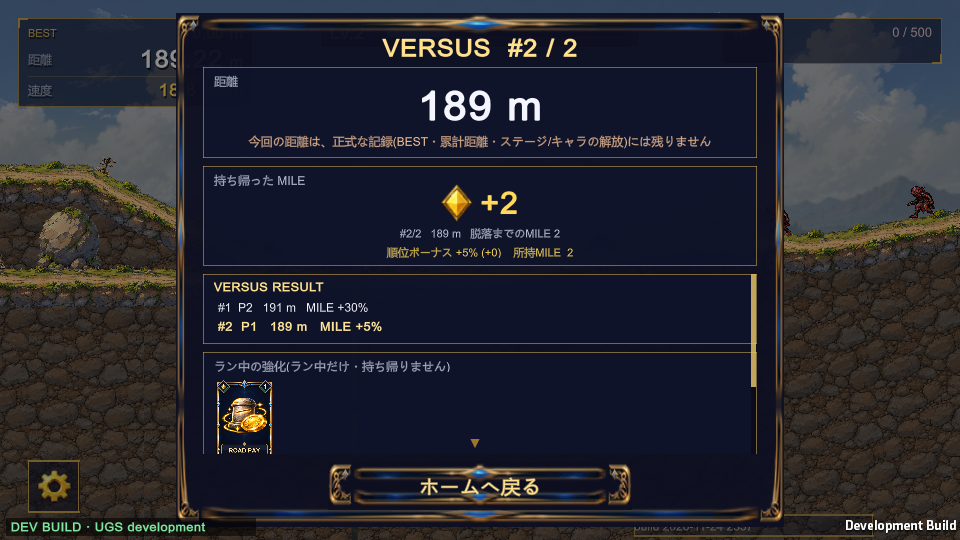 VERSUS #2 / 2
BEST
0 / 500
距離
189
速度
18
距離
189 m
今回の距離は、正式な記録(BEST・累計距離・ステージ/キャラの解放)には残りません
持ち帰った MILE
+2
#2/2 189 m 脱落までのMILE 2
順位ボーナス +5% (+0) 所持MILE 2
VERSUS RESULT
#1 P2 191 m MILE +30%
#2 P1 189 m MILE +5%
ラン中の強化(ラン中だけ・持ち帰りません)
1
ROAD PAY
ホームへ戻る
DEV BUILD · UGS development
Development Build